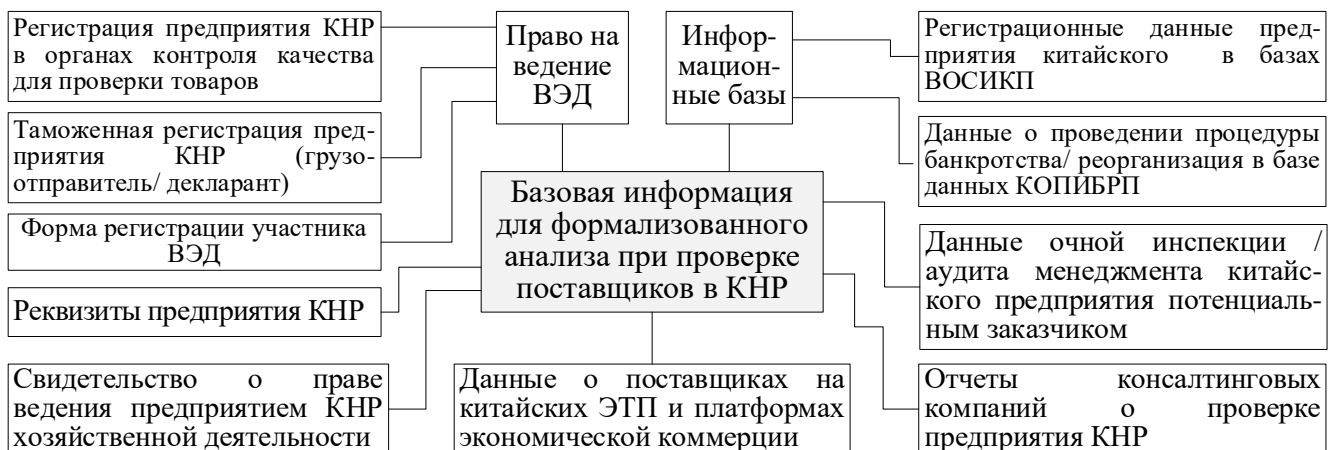 Регистрация предприятия КНР
в органах контроля качества
для проверки товаров
Право на
ведение
ВЭД
Инфор-
мацион-
ные базы
Регистрационные данные пред-
приятия китайского в базах
ВОСИКП
Таможенная регистрация пред-
приятия КНР (грузо-
отправитель/ декларант)
Данные о проведении процедуры
банкротства/ реорганизация в базе
данных КОПИБРП
Базовая информация
для формализованного
анализа при проверке
поставщиков в КНР
Форма регистрации участника
ВЭД
Данные очной инспекции /
аудита менеджмента китайс-
кого предприятия потенциаль-
ным заказчиком
Реквизиты предприятия КНР
Свидетельство о праве
ведения предприятием КНР
хозяйственной деятельности
Данные о поставщиках на
китайских ЭТП и платформах
экономической коммерции
Отчеты консалтинговых
компаний о проверке
предприятия КНР